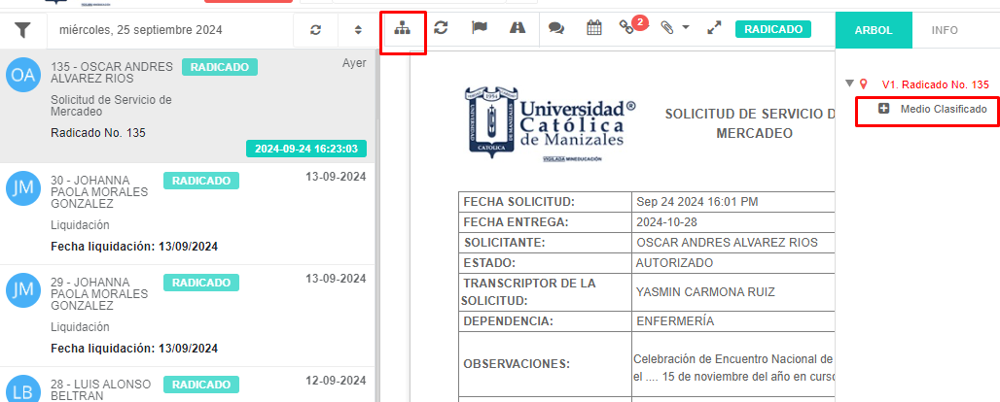 miércoles, 25 septiembre 2024
OA
135 - OSCAR ANDRES
ALVAREZ RIOS
RADICADO
Ayer
Solicitud de Servicio de
Mercadeo
Radicado No. 135
2024-09-24 16:23:03
JM
30 - JOHANNA
PAOLA MORALES
GONZALEZ
RADICADO
13-09-2024
Liquidación
Fecha liquidación: 13/09/2024
JM
29 - JOHANNA
PAOLA MORALES
GONZALEZ
RADICADO
13-09-2024
Liquidación
Fecha liquidación: 13/09/2024
LB
28 - LUIS ALONSO
BELTRAN
RADICADO
12-09-2024
2
RADICADO
UNIVERSIDAD
CATOLICA
1954
Universidad®
Católica
de Manizales
VIGILADA MINEDUCACIÓN
SOLICITUD DE SERVICIO D
MERCADEO
FECHA SOLICITUD: Sep 24 2024 16:01 PM
FECHA ENTREGA: 2024-10-28
SOLICITANTE: OSCAR ANDRES ALVAREZ RIOS
ESTADO: AUTORIZADO
TRANSCRIPTOR DE LA
SOLICITUD:
YASMIN CARMONA RUIZ
DEPENDENCIA: ENFERMERÍA
OBSERVACIONES:
Celebración de Encuentro Nacional de
el .... 15 de noviembre del año en curso
ARBOL
INFO
V1. Radicado No. 135
Medio Clasificado